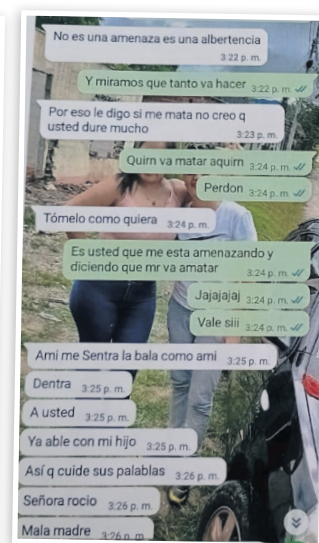 No es una amenaza es una albertencia
3:22 p. m.
Y miramos que tanto va hacer 3:22 p. m.
Por eso le digo si me mata no creo q
usted dure mucho
3:23 p. m.
Quirn va matar aquirn 3:24 p. m.
Perdon 3:24 p. m.
Tómelo como quiera 3:24 p. m.
Es usted que me esta amenazando y
diciendo que mr va amatar
3:24 p. m.
Jajajajaj 3:24 p. m.
Vale siii 3:24 p. m.
Ami me Sentra la bala como ami 3:25 p. m.
Dentra 3:25 p. m.
A usted 3:25 p. m.
Ya able con mi hijo 3:25 p. m.
Así q cuide sus palablas 3:26 p. m.
Señora rocio 3:26 p. m.
Mala madre 3:26 p. m.